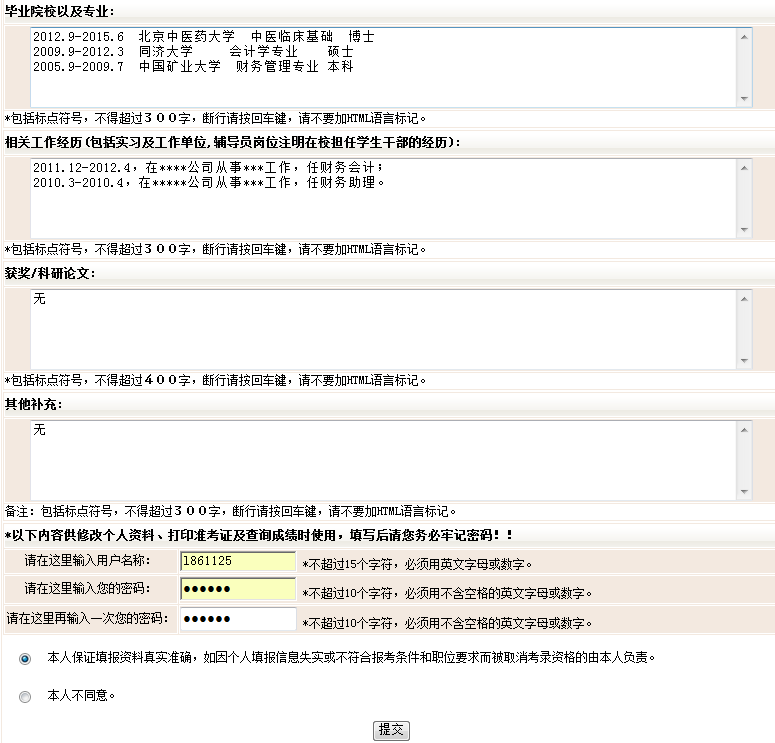 毕业院校以及专业:
2012.9-2015.6 北京中医药大学 中医临床基础 博士
2009.9-2012.3 同济大学 会计学专业 硕士
2005.9-2009.7 中国矿业大学 财务管理专业 本科
*包括标点符号，不得超过３００字，断行请按回车键，请不要加HTML语言标记。
相关工作经历(包括实习及工作单位,辅导员岗位注明在校担任学生干部的经历):
2011.12-2012.4，在****公司从事***工作，任财务会计；
2010.3-2010.4，在*****公司从事***工作，任财务助理。
*包括标点符号，不得超过３００字，断行请按回车键，请不要加HTML语言标记。
获奖/科研论文:
无
*包括标点符号，不得超过４００字，断行请按回车键，请不要加HTML语言标记。
其他补充:
无
备注: 包括标点符号，不得超过３００字，断行请按回车键，请不要加HTML语言标记。
*以下内容供修改个人资料、打印准考证及查询成绩时使用，填写后请您务必牢记密码！！
请在这里输入用户名称: 1861125 *不超过15个字符，必须用英文字母或数字。
请在这里输入您的密码: ●●●●●● *不超过10个字符，必须用不含空格的英文字母或数字。
请在这里再输入一次您的密码: ●●●●●● *不超过10个字符，必须用不含空格的英文字母或数字。
本人保证填报资料真实准确，如因个人填报信息失实或不符合报考条件和职位要求而被取消考录资格的由本人负责。
本人不同意。
提交